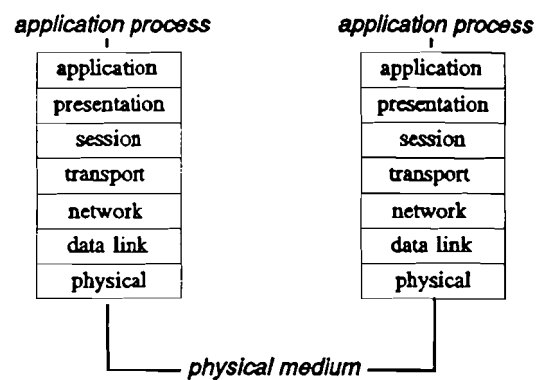 application process
application
presentation
session
transport
network
data link
physical
application process
application
presentation
session
transport
network
data link
physical
physical medium